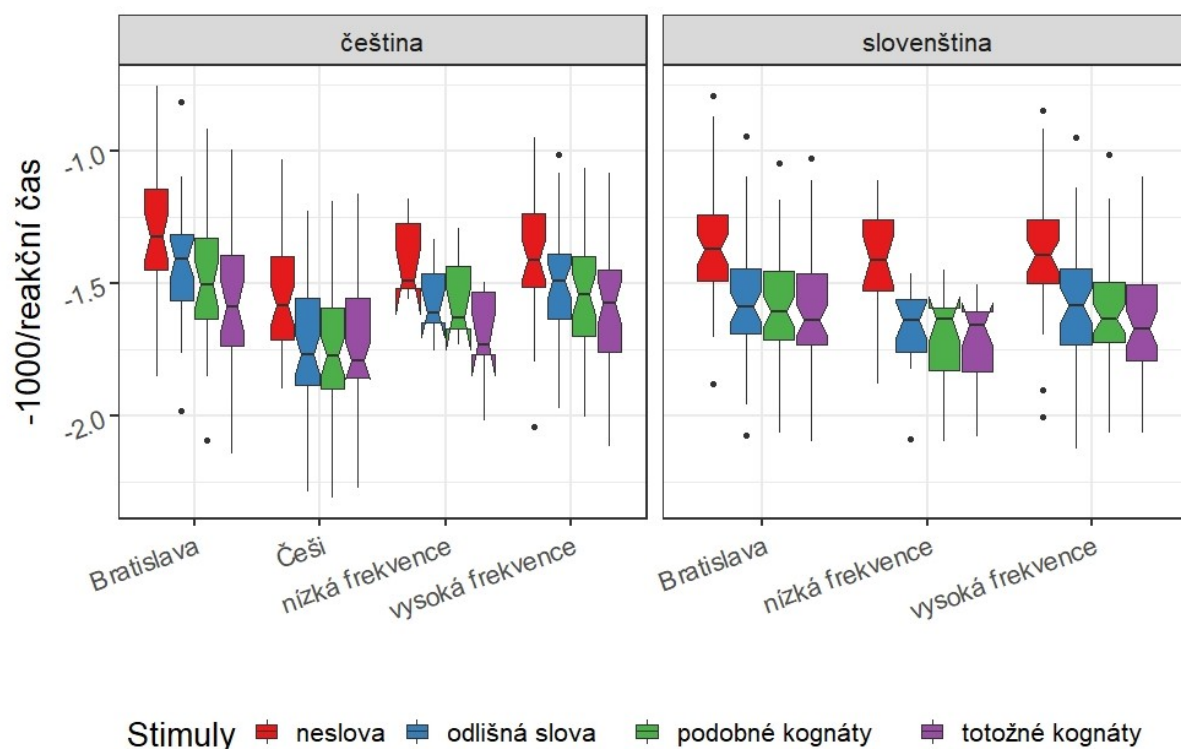 čeština
slovenština
-1000/reakční čas
-1.0
-1.5
-2.0
Bratislava
Češi
nízká frekvence
vysoká frekvence
Bratislava
nízká frekvence
vysoká frekvence
Stimuly neslova odlišná slova podobné kognáty totožné kognáty